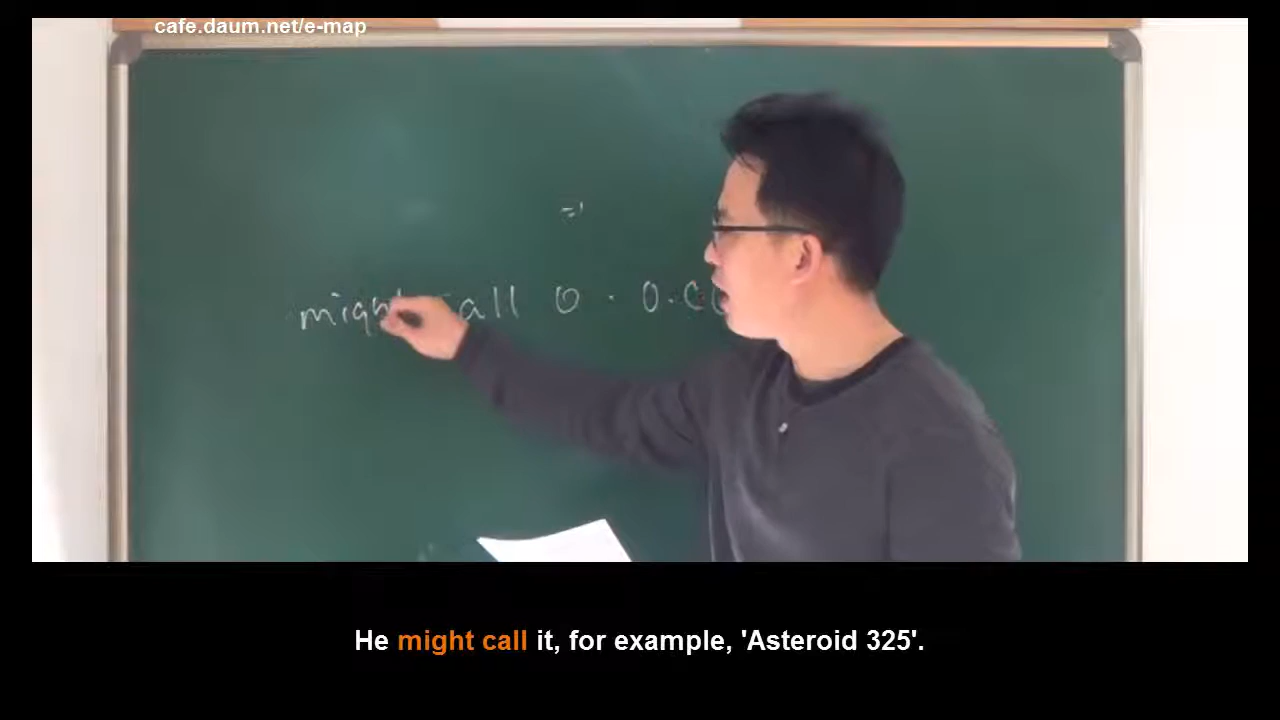 cafe.daum.net/e-map
might call O · O.C
He might call it, for example, 'Asteroid 325'.